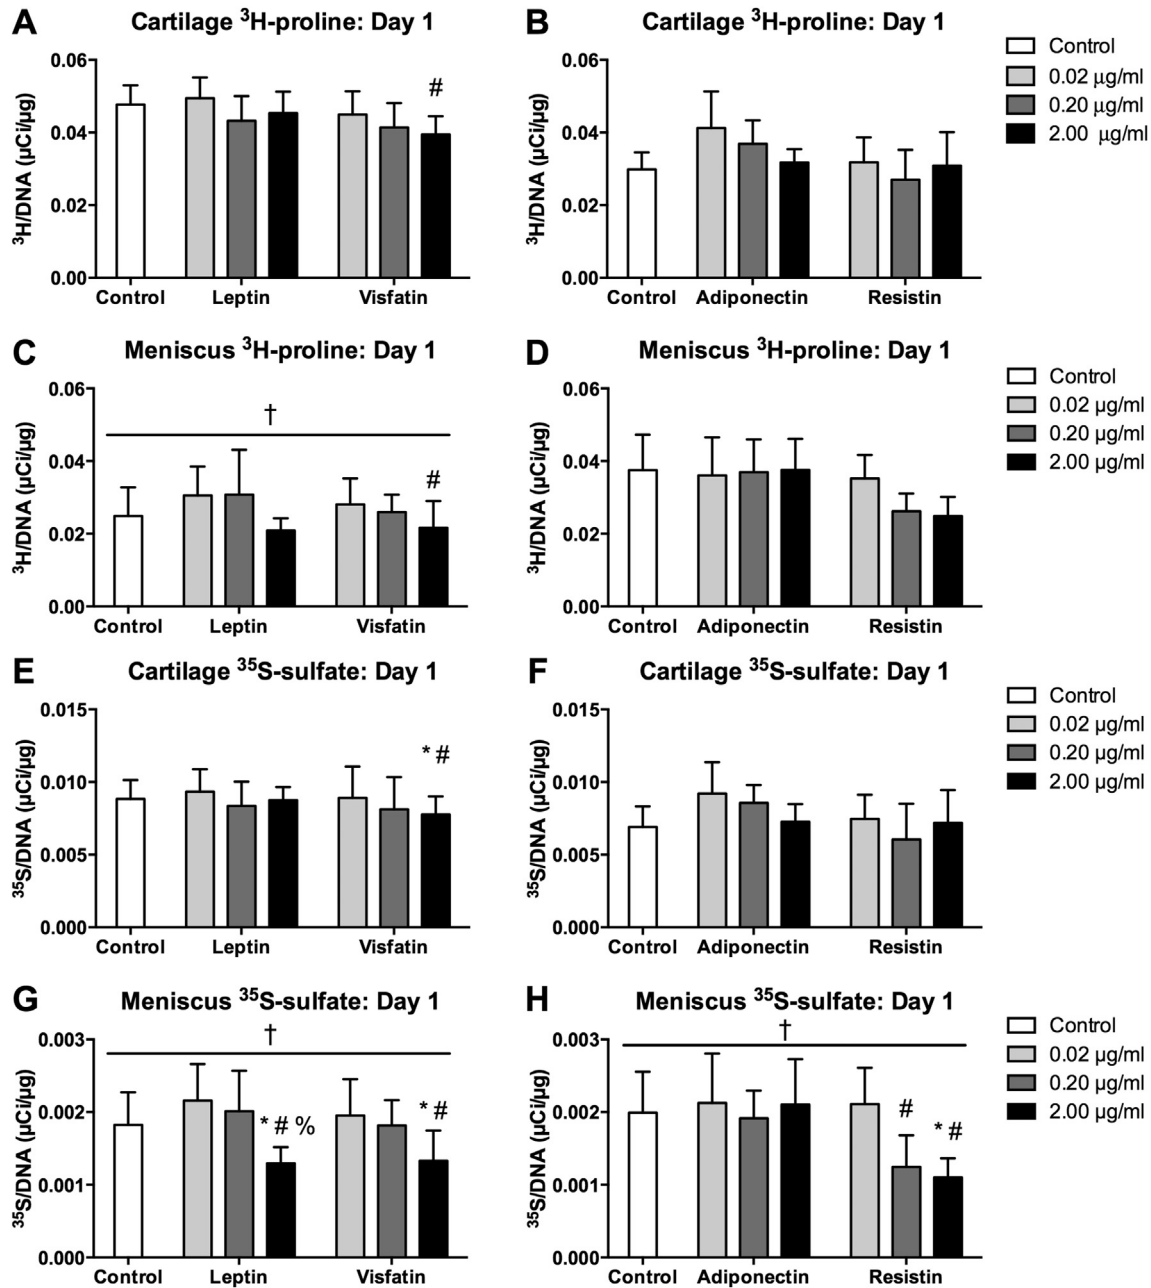 A
Cartilage ³H-proline: Day 1
³H/DNA (µCi/µg)
0.06
0.04
0.02
0.00
#
Control Leptin Visfatin
B
Cartilage ³H-proline: Day 1
³H/DNA (µCi/µg)
0.06
0.04
0.02
0.00
Control Adiponectin Resistin
Control
0.02 µg/ml
0.20 µg/ml
2.00 µg/ml
C
Meniscus ³H-proline: Day 1
³H/DNA (µCi/µg)
0.06
0.04
0.02
0.00
†
#
Control Leptin Visfatin
D
Meniscus ³H-proline: Day 1
³H/DNA (µCi/µg)
0.06
0.04
0.02
0.00
Control Adiponectin Resistin
Control
0.02 µg/ml
0.20 µg/ml
2.00 µg/ml
E
Cartilage ³⁵S-sulfate: Day 1
³⁵S/DNA (µCi/µg)
0.015
0.010
0.005
0.000
* #
Control Leptin Visfatin
F
Cartilage ³⁵S-sulfate: Day 1
³⁵S/DNA (µCi/µg)
0.015
0.010
0.005
0.000
Control Adiponectin Resistin
Control
0.02 µg/ml
0.20 µg/ml
2.00 µg/ml
G
Meniscus ³⁵S-sulfate: Day 1
³⁵S/DNA (µCi/µg)
0.003
0.002
0.001
0.000
†
* # %
* #
Control Leptin Visfatin
H
Meniscus ³⁵S-sulfate: Day 1
³⁵S/DNA (µCi/µg)
0.003
0.002
0.001
0.000
†
#
* #
Control Adiponectin Resistin
Control
0.02 µg/ml
0.20 µg/ml
2.00 µg/ml